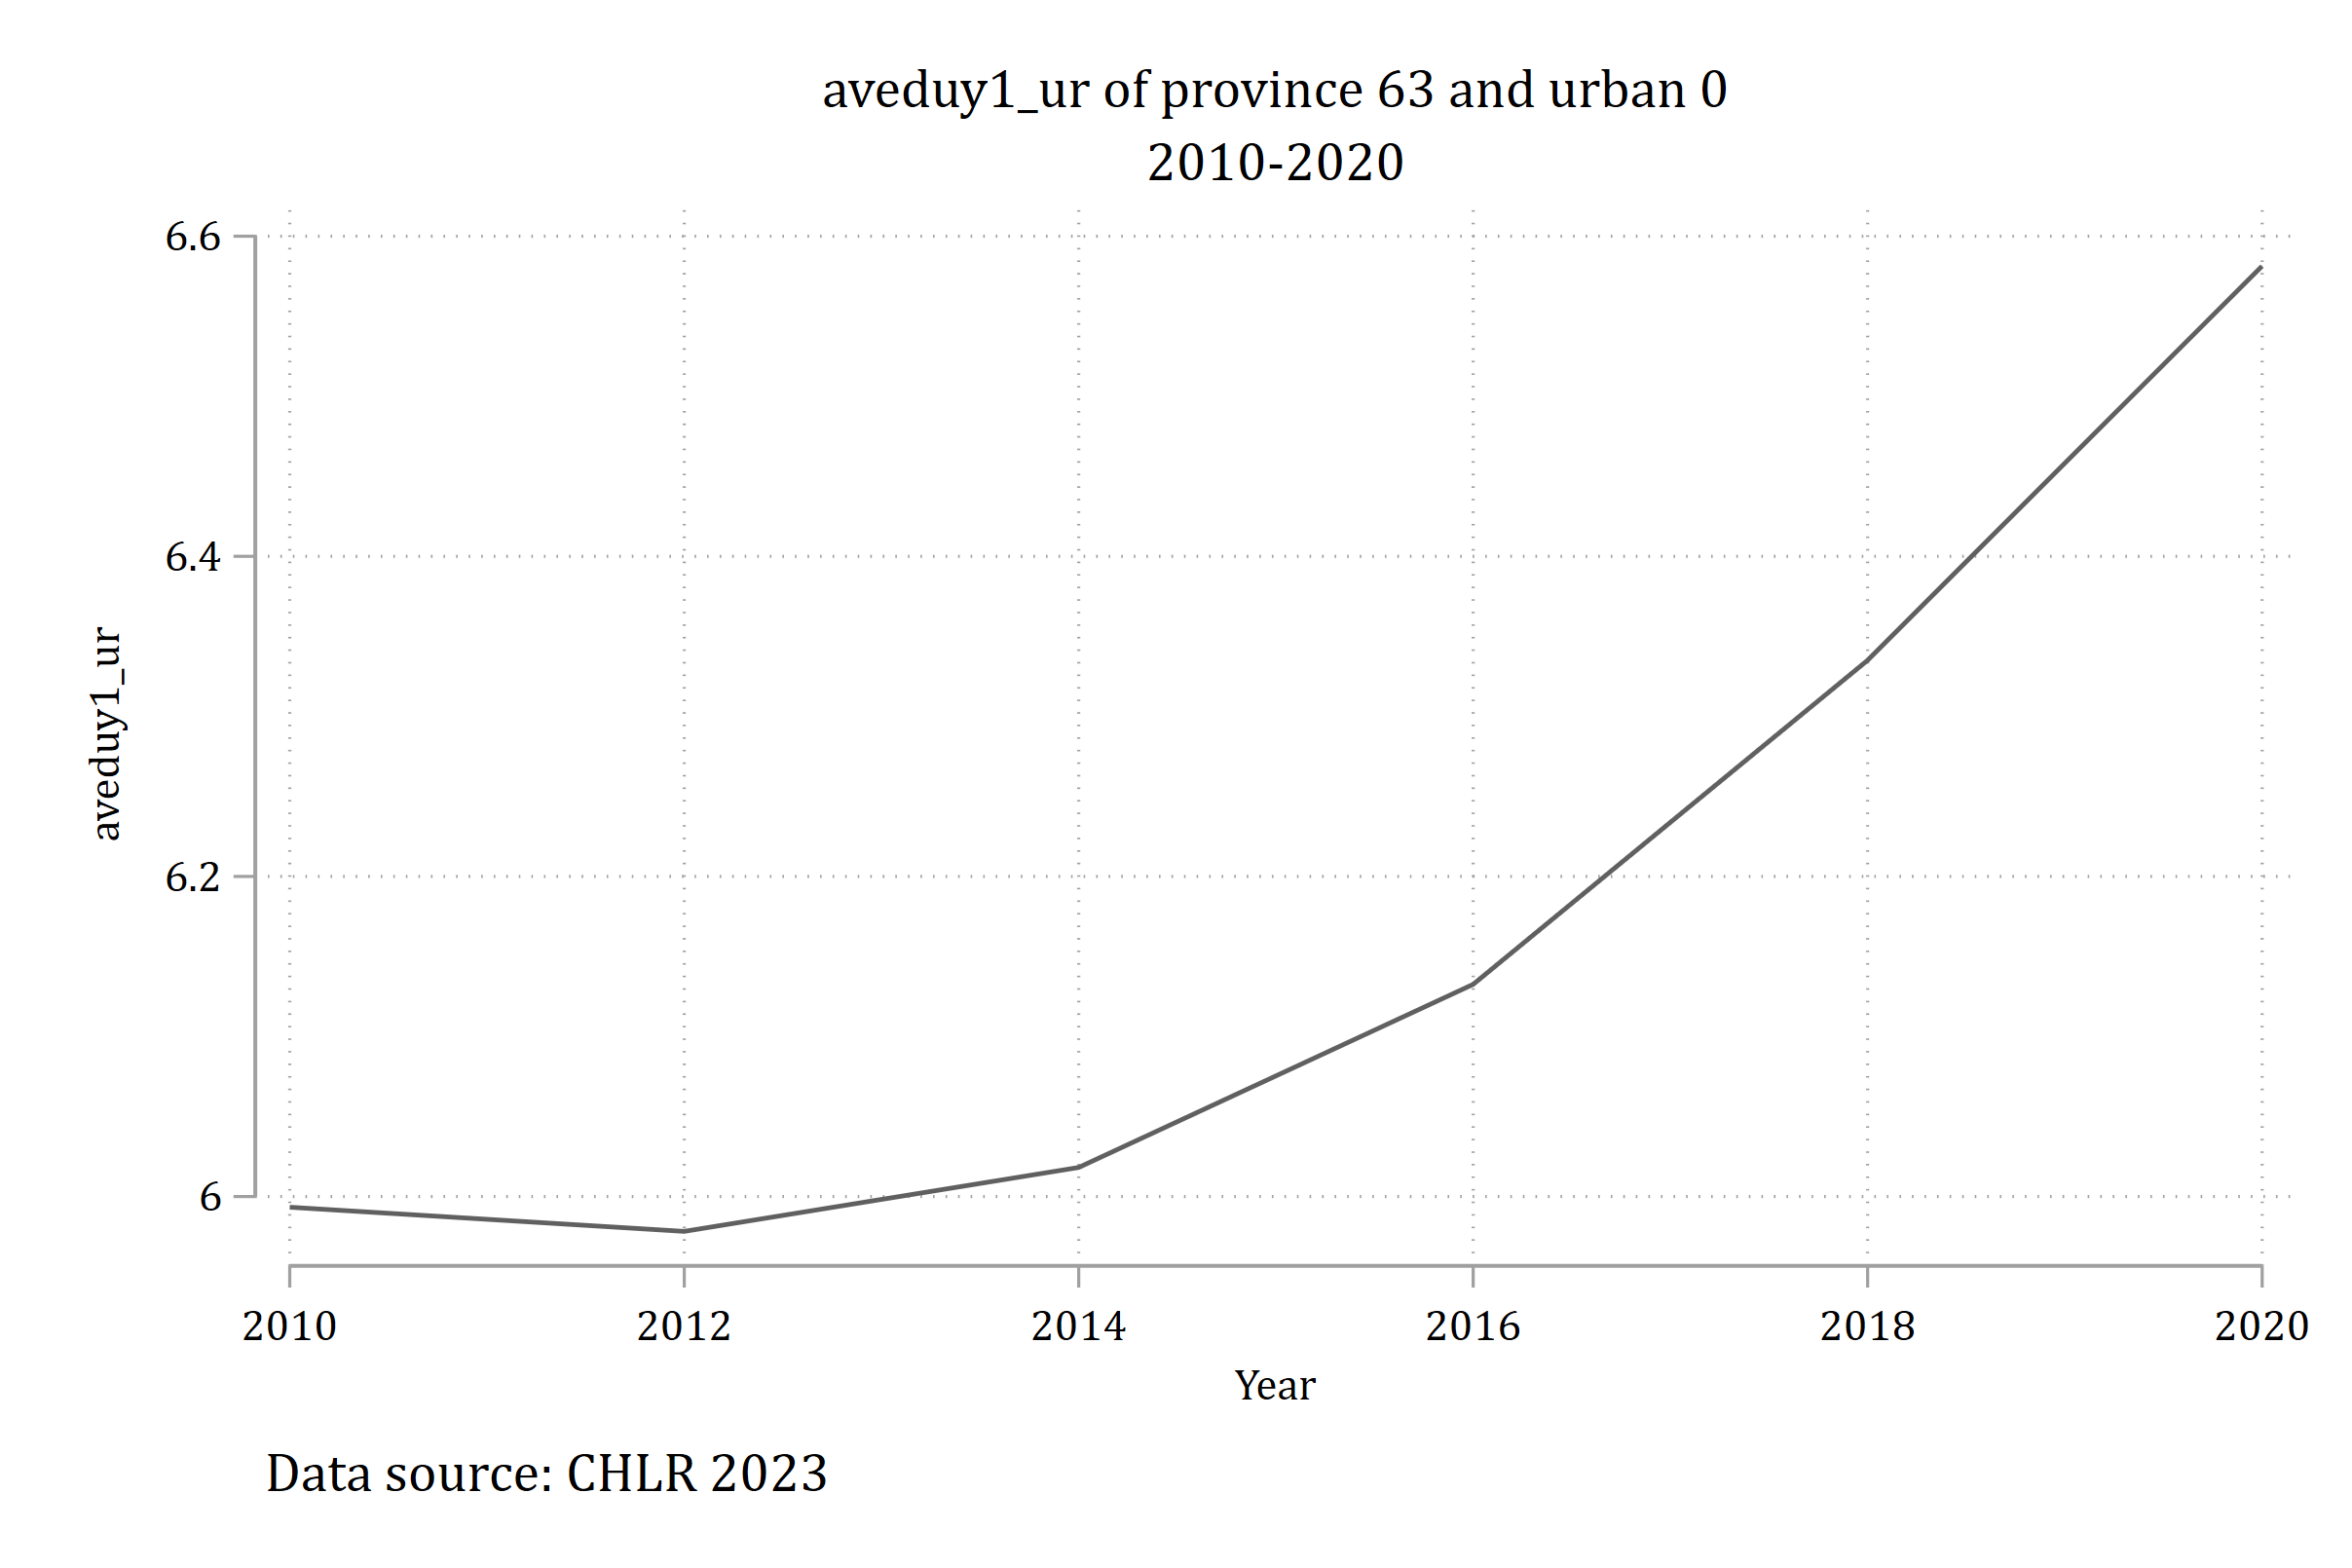 aveduy1_ur of province 63 and urban 0
2010-2020
6.6
6.4
6.2
6
aveduy1_ur
2010 2012 2014 2016 2018 2020
Year
Data source: CHLR 2023